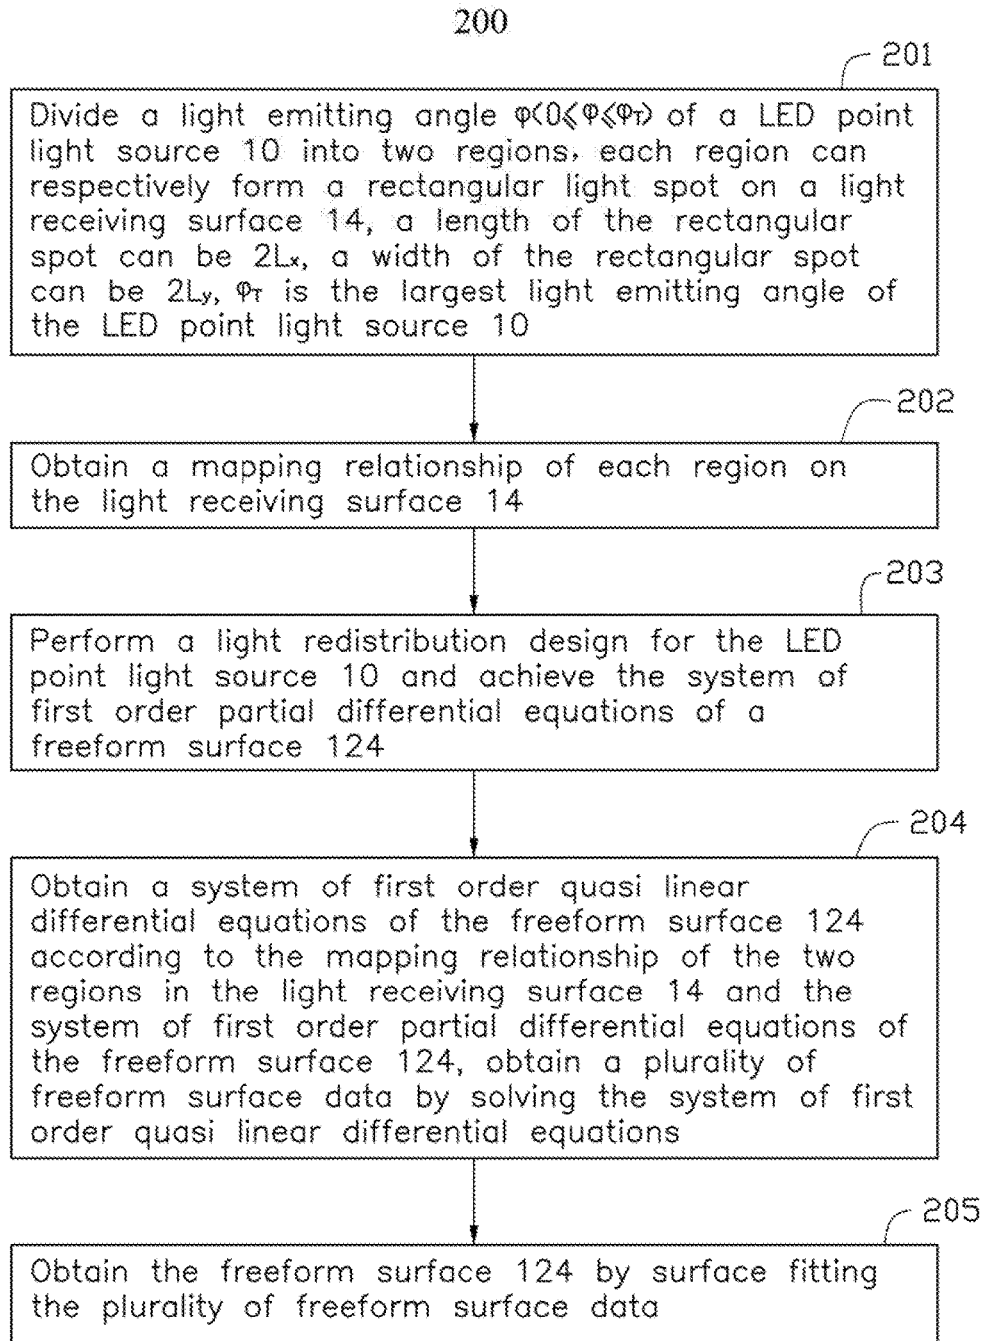 200
201
Divide a light emitting angle φ(0≤φ≤φT) of a LED point
light source 10 into two regions, each region can
respectively form a rectangular light spot on a light
receiving surface 14, a length of the rectangular
spot can be 2Lx, a width of the rectangular spot
can be 2Ly, φT is the largest light emitting angle of
the LED point light source 10
202
Obtain a mapping relationship of each region on
the light receiving surface 14
203
Perform a light redistribution design for the LED
point light source 10 and achieve the system of
first order partial differential equations of a
freeform surface 124
204
Obtain a system of first order quasi linear
differential equations of the freeform surface 124
according to the mapping relationship of the two
regions in the light receiving surface 14 and the
system of first order partial differential equations of
the freeform surface 124, obtain a plurality of
freeform surface data by solving the system of first
order quasi linear differential equations
205
Obtain the freeform surface 124 by surface fitting
the plurality of freeform surface data